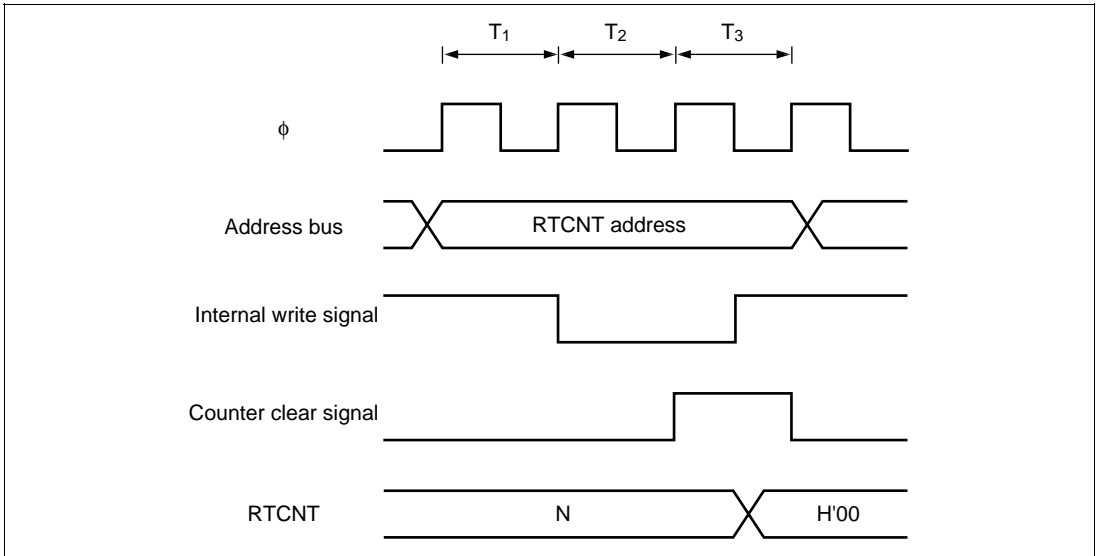 T1 T2 T3
φ
Address bus RTCNT address
Internal write signal
Counter clear signal
RTCNT N H'00